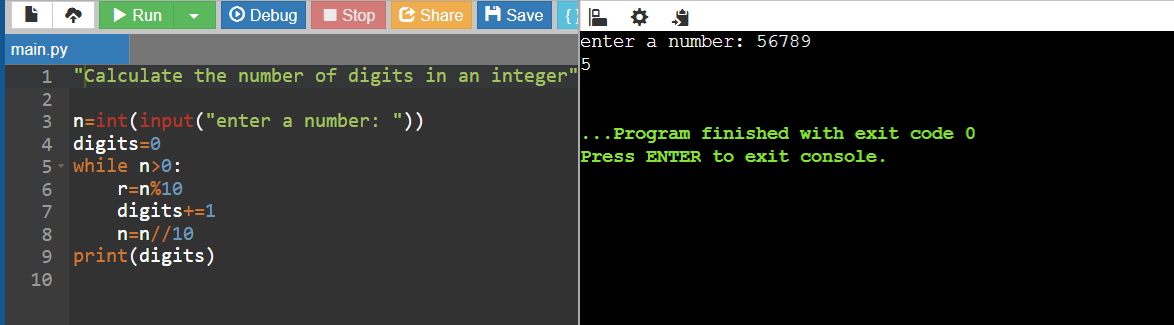 Run Debug Stop Share Save {}
main.py
1 "Calculate the number of digits in an integer"
2
3 n=int(input("enter a number: "))
4 digits=0
5 while n>0:
6     r=n%10
7     digits+=1
8     n=n//10
9 print(digits)
10
enter a number: 56789
5
...Program finished with exit code 0
Press ENTER to exit console.